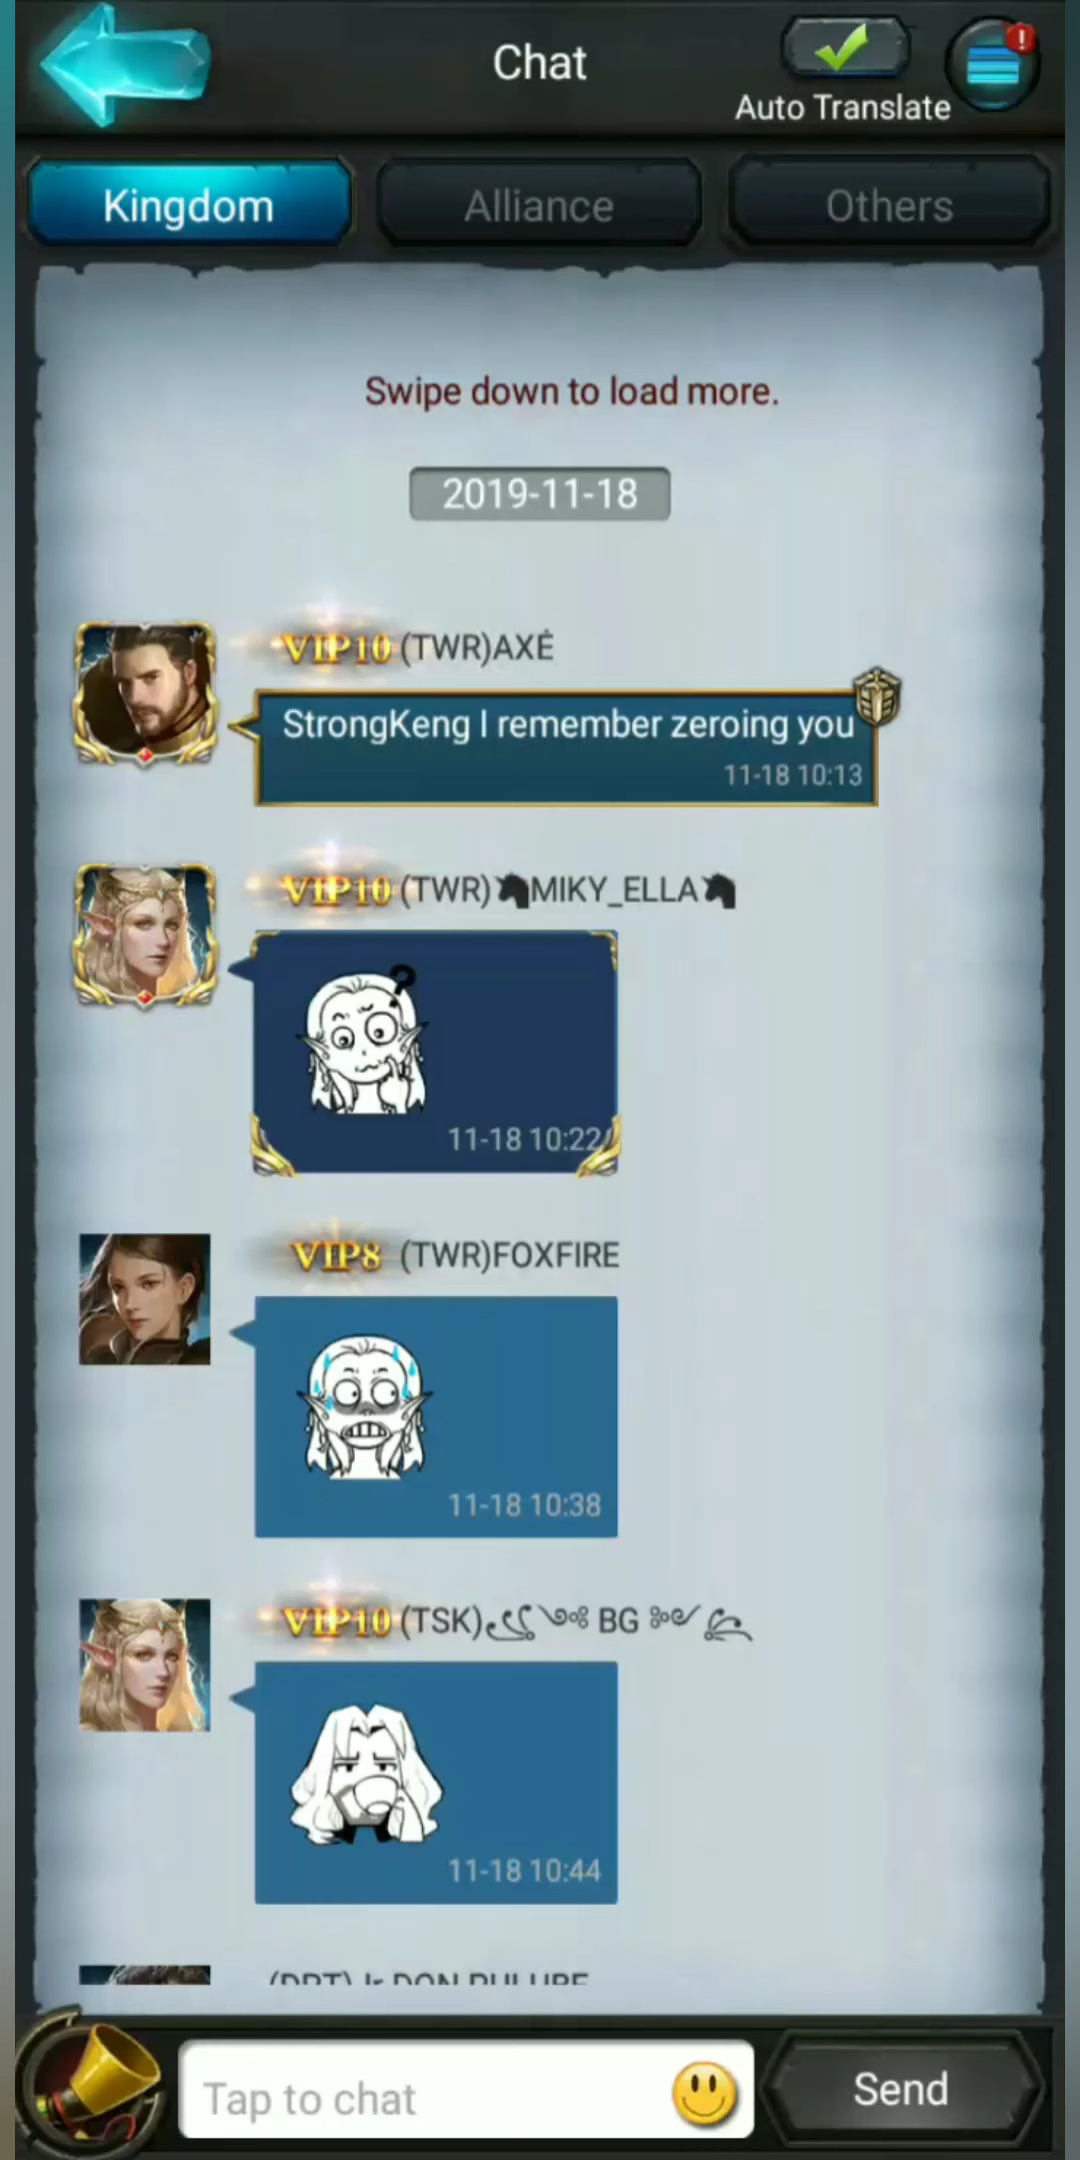 Chat
Auto Translate
Kingdom
Alliance
Others
Swipe down to load more.
2019-11-18
VIP10 (TWR)AXĖ
StrongKeng I remember zeroing you
11-18 10:13
VIP10 (TWR)🐴MIKY_ELLA🐴
?
11-18 10:22
VIP8 (TWR)FOXFIRE
11-18 10:38
VIP10 (TSK) BG
11-18 10:44
Tap to chat
Send